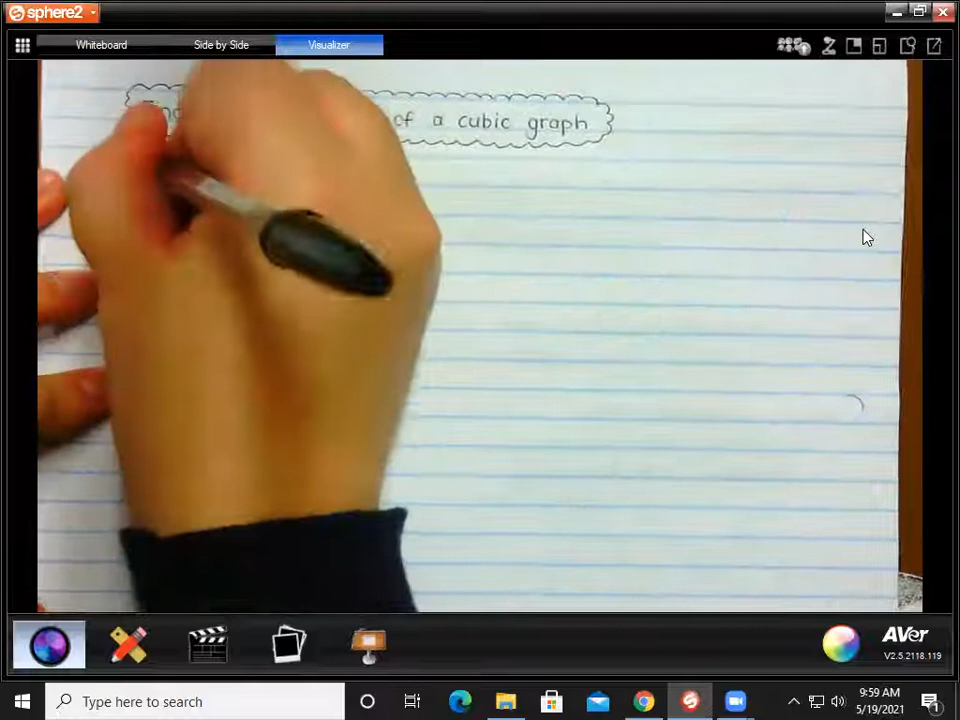 sphere2
Whiteboard Side by Side Visualizer
of a cubic graph
AVer
V2.5.2118.119
Type here to search
9:59 AM
5/19/2021
1